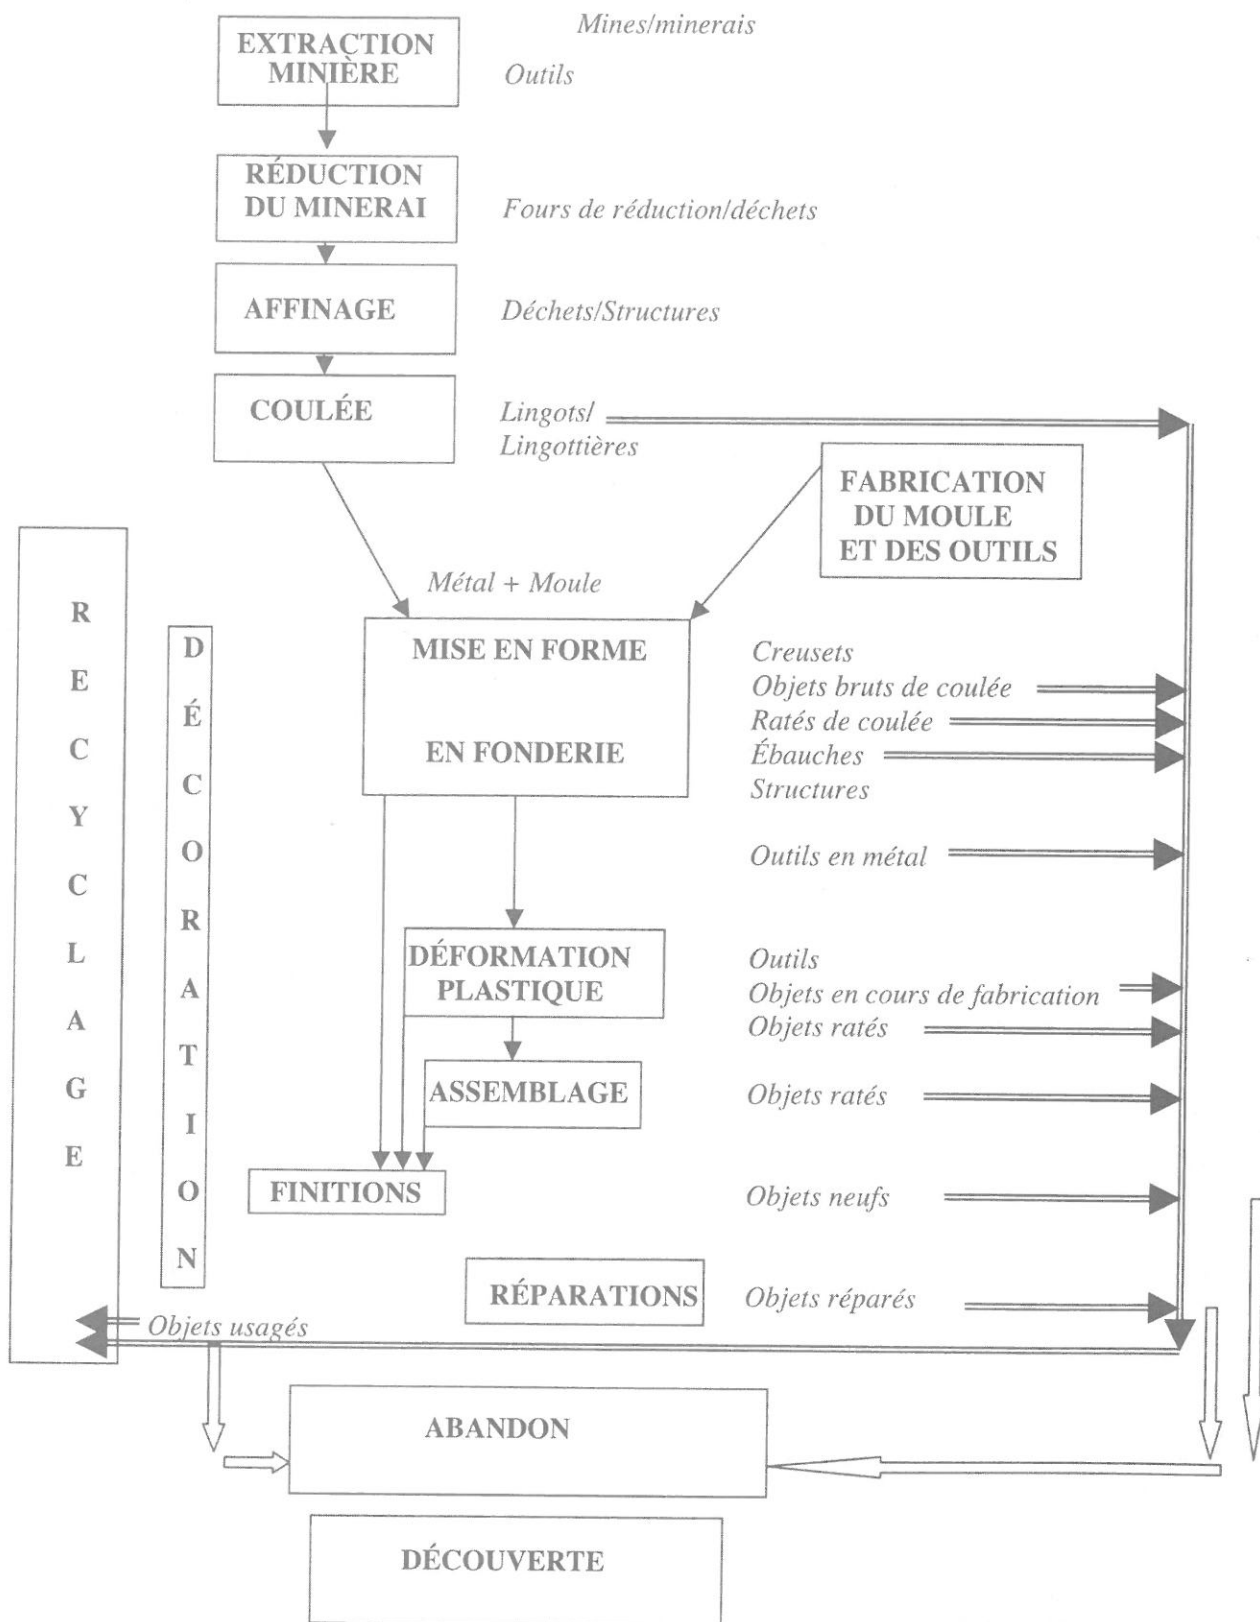 Mines/minerais
EXTRACTION
MINIÈRE
Outils
RÉDUCTION
DU MINERAI
Fours de réduction/déchets
AFFINAGE
Déchets/Structures
COULÉE
Lingots/
Lingottières
FABRICATION
DU MOULE
ET DES OUTILS
Métal + Moule
RECYCLAGE
DÉCORATION
MISE EN FORME
EN FONDERIE
Creusets
Objets bruts de coulée
Ratés de coulée
Ébauches
Structures
Outils en métal
DÉFORMATION
PLASTIQUE
Outils
Objets en cours de fabrication
Objets ratés
ASSEMBLAGE
Objets ratés
FINITIONS
Objets neufs
RÉPARATIONS
Objets réparés
Objets usagés
ABANDON
DÉCOUVERTE